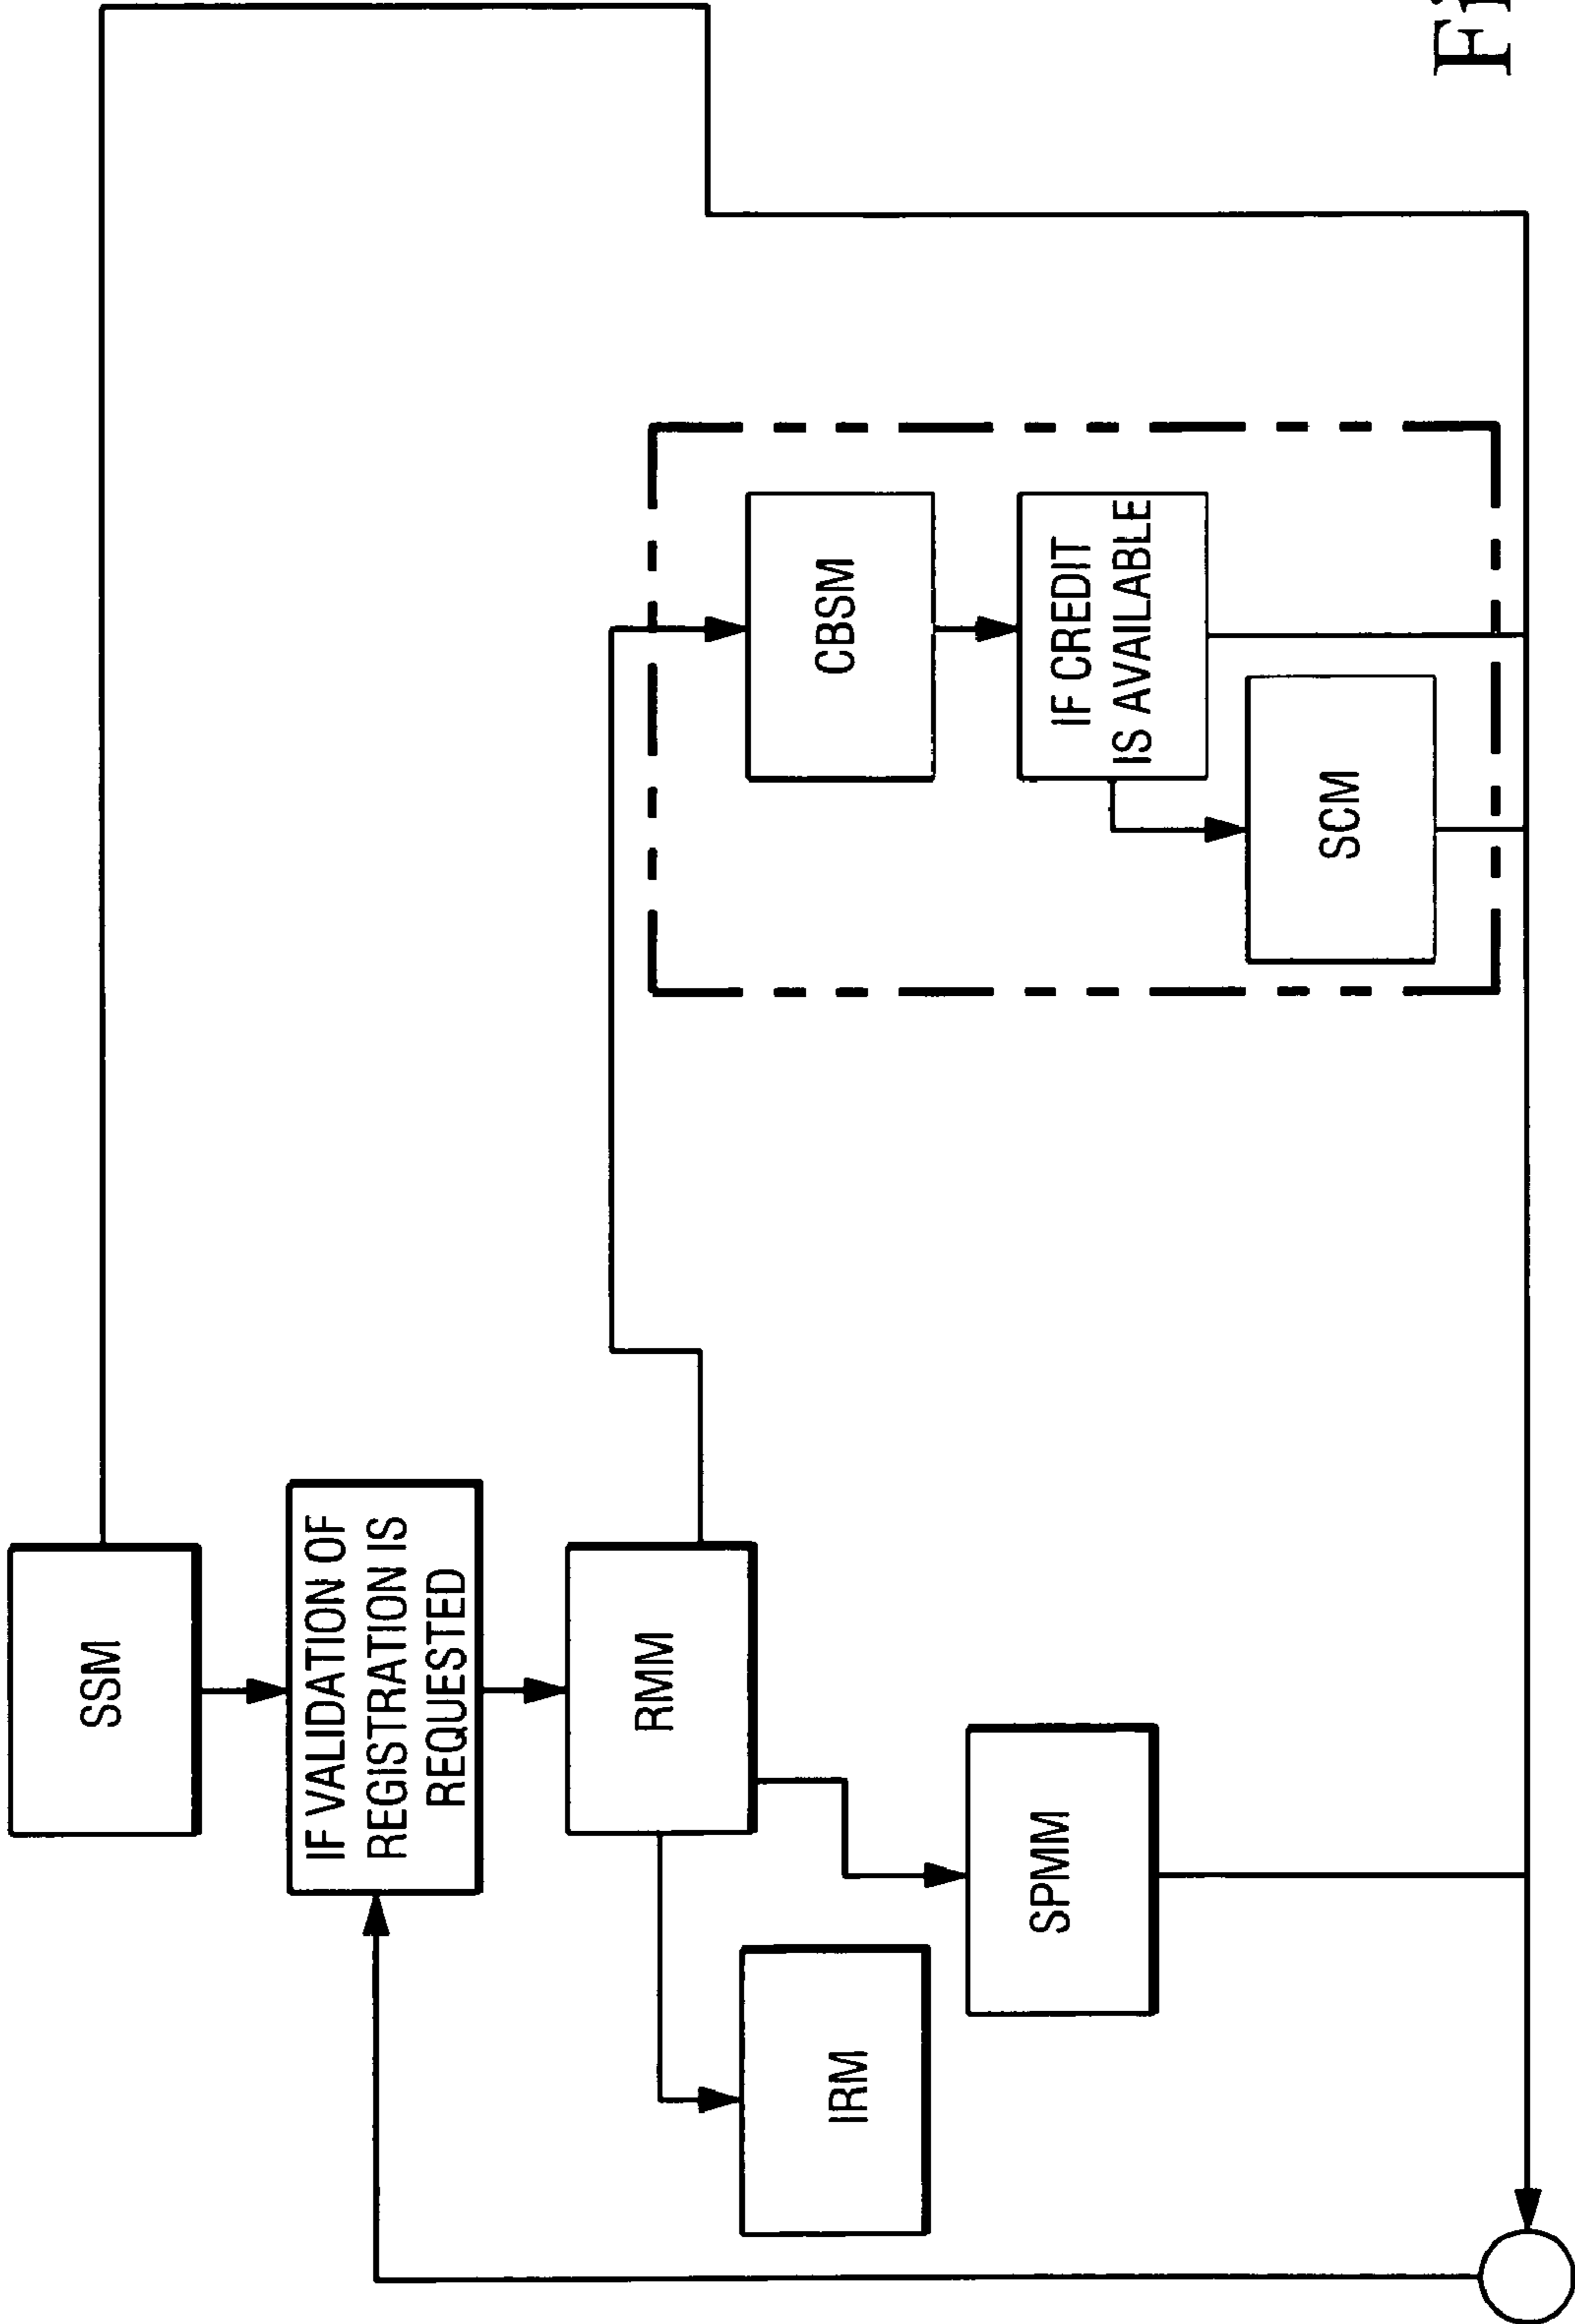 SSM
IF VALIDATION OF
REGISTRATION IS
REQUESTED
RMM
IRM
SPMM
CBSM
IF CREDIT
IS AVAILABLE
SCM